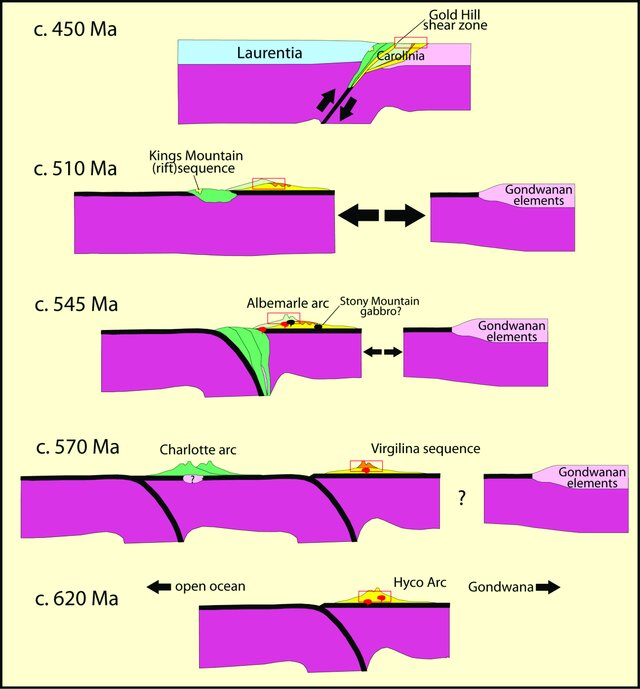 c. 450 Ma
Gold Hill
shear zone
Laurentia
Carolinia
c. 510 Ma
Kings Mountain
(rift)sequence
Gondwanan
elements
c. 545 Ma
Albemarle arc
Stony Mountain
gabbro?
Gondwanan
elements
c. 570 Ma
Charlotte arc
Virgilina sequence
?
?
Gondwanan
elements
c. 620 Ma
open ocean
Hyco Arc
Gondwana